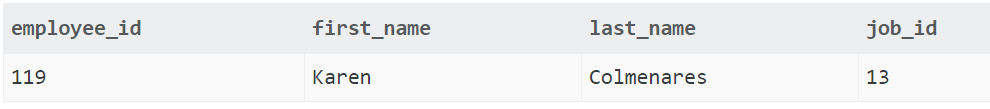 employee_id first_name last_name job_id
119 Karen Colmenares 13